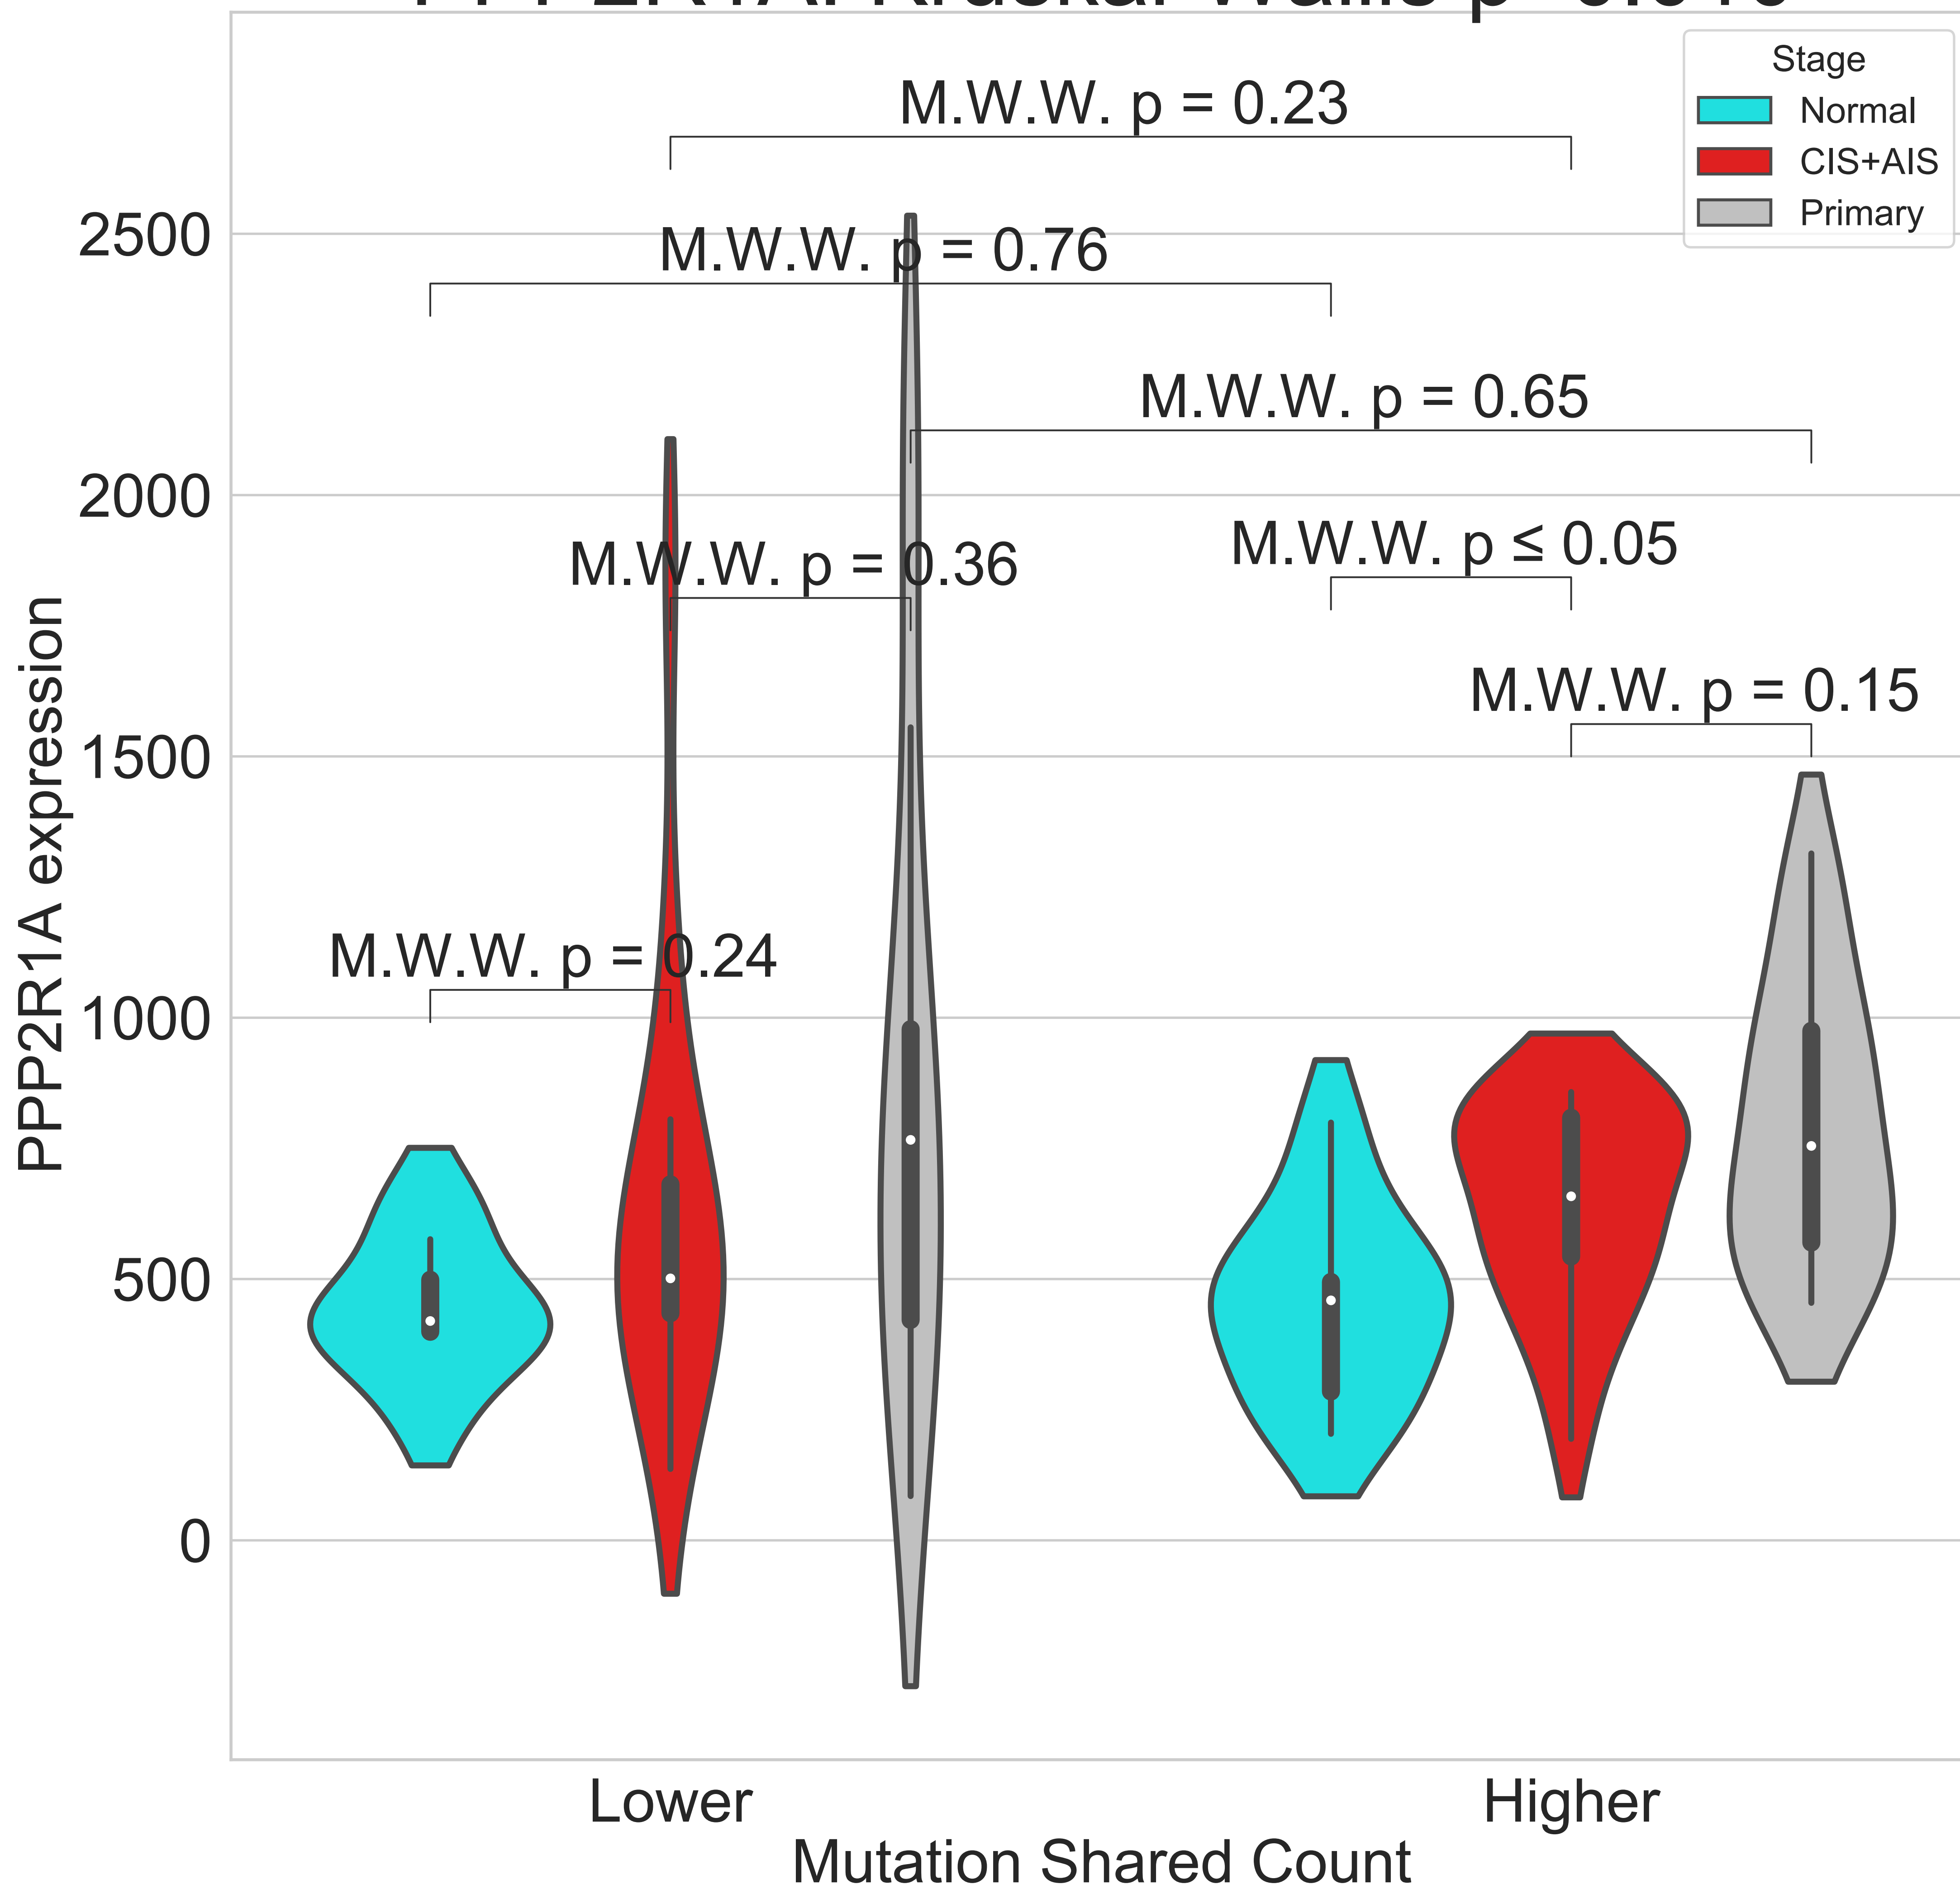 Stage
Normal
CIS+AIS
Primary
M.W.W. p = 0.23
M.W.W. p = 0.76
M.W.W. p = 0.65
M.W.W. p = 0.36
M.W.W. p ≤ 0.05
M.W.W. p = 0.15
M.W.W. p = 0.24
2500
2000
1500
1000
500
0
PPP2R1A expression
Lower
Higher
Mutation Shared Count